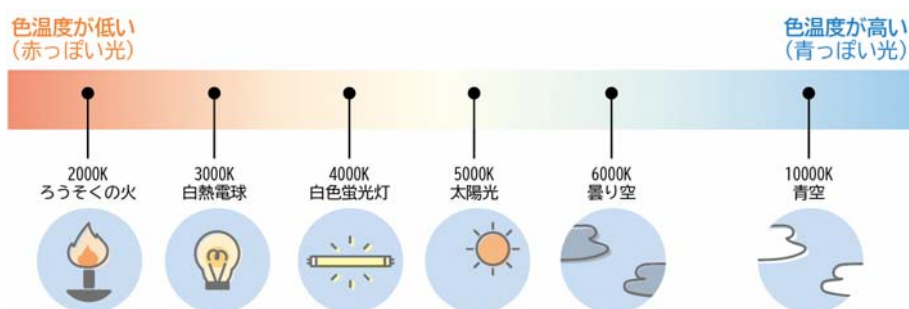 色温度が低い
（赤っぽい光）
色温度が高い
（青っぽい光）
2000K
ろうそくの火
3000K
白熱電球
4000K
白色蛍光灯
5000K
太陽光
6000K
曇り空
10000K
青空